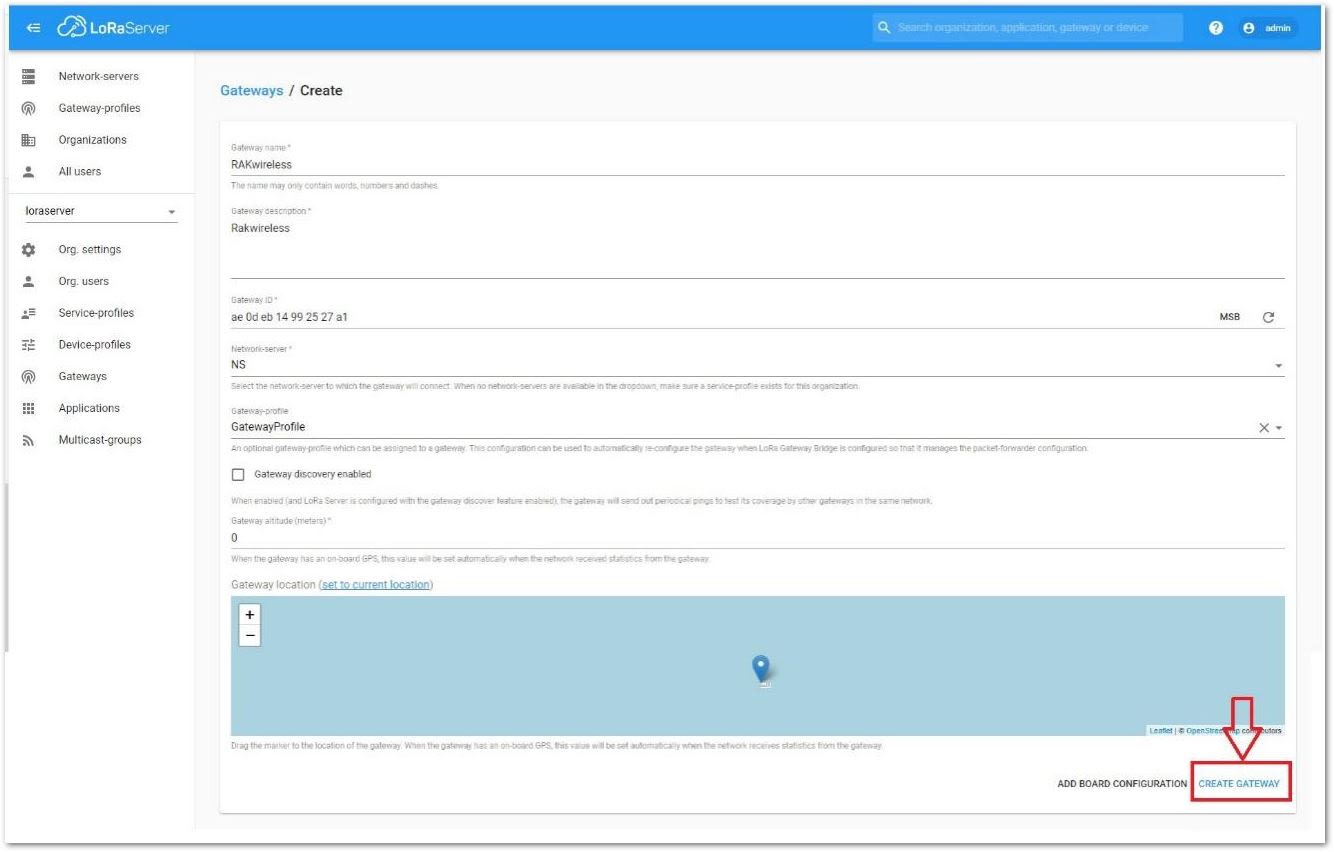 LoRaServer
Search organization, application, gateway or device
? admin
Network-servers
Gateway-profiles
Organizations
All users
loraserver
Org. settings
Org. users
Service-profiles
Device-profiles
Gateways
Applications
Multicast-groups
Gateways / Create
Gateway name *
RAKwireless
The name may only contain words, numbers and dashes.
Gateway description *
Rakwireless
Gateway ID *
ae 0d eb 14 99 25 27 a1 MSB
Network-server *
NS
Select the network-server to which the gateway will connect. When no network-servers are available in the dropdown, make sure a service-profile exists for this organization.
Gateway-profile
GatewayProfile
An optional gateway-profile which can be assigned to a gateway. This configuration can be used to automatically re-configure the gateway when LoRa Gateway Bridge is configured so that it manages the packet-forwarder configuration.
Gateway discovery enabled
When enabled (and LoRa Server is configured with the gateway discover feature enabled), the gateway will send out periodical pings to test its coverage by other gateways in the same network.
Gateway altitude (meters) *
0
When the gateway has an on-board GPS, this value will be set automatically when the network received statistics from the gateway.
Gateway location (set to current location)
+
−
Leaflet | © OpenStreetMap contributors
Drag the marker to the location of the gateway. When the gateway has an on-board GPS, this value will be set automatically when the network receives statistics from the gateway.
ADD BOARD CONFIGURATION CREATE GATEWAY